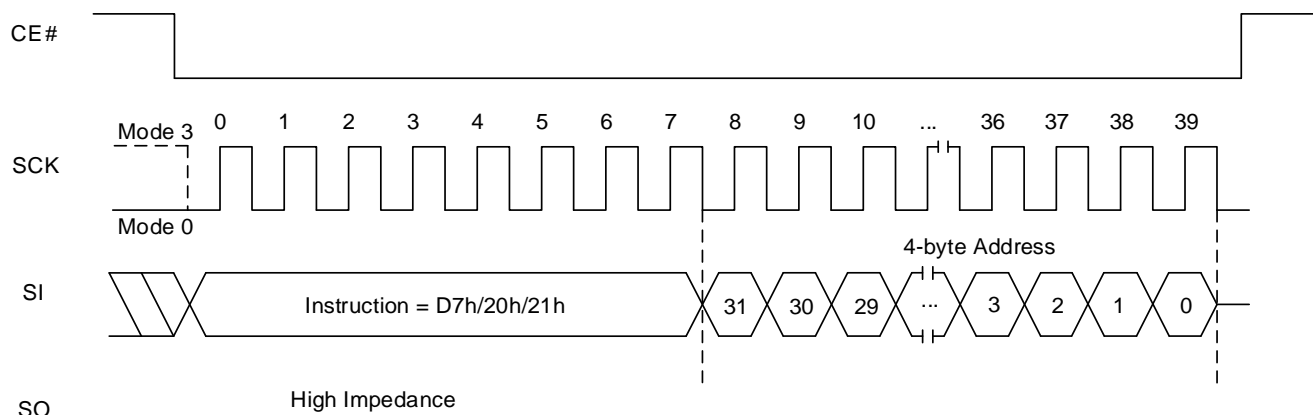 CE#
Mode 3
0 1 2 3 4 5 6 7 8 9 10 ... 36 37 38 39
SCK
Mode 0
4-byte Address
SI
Instruction = D7h/20h/21h
31 30 29 ... 3 2 1 0
High Impedance
SO